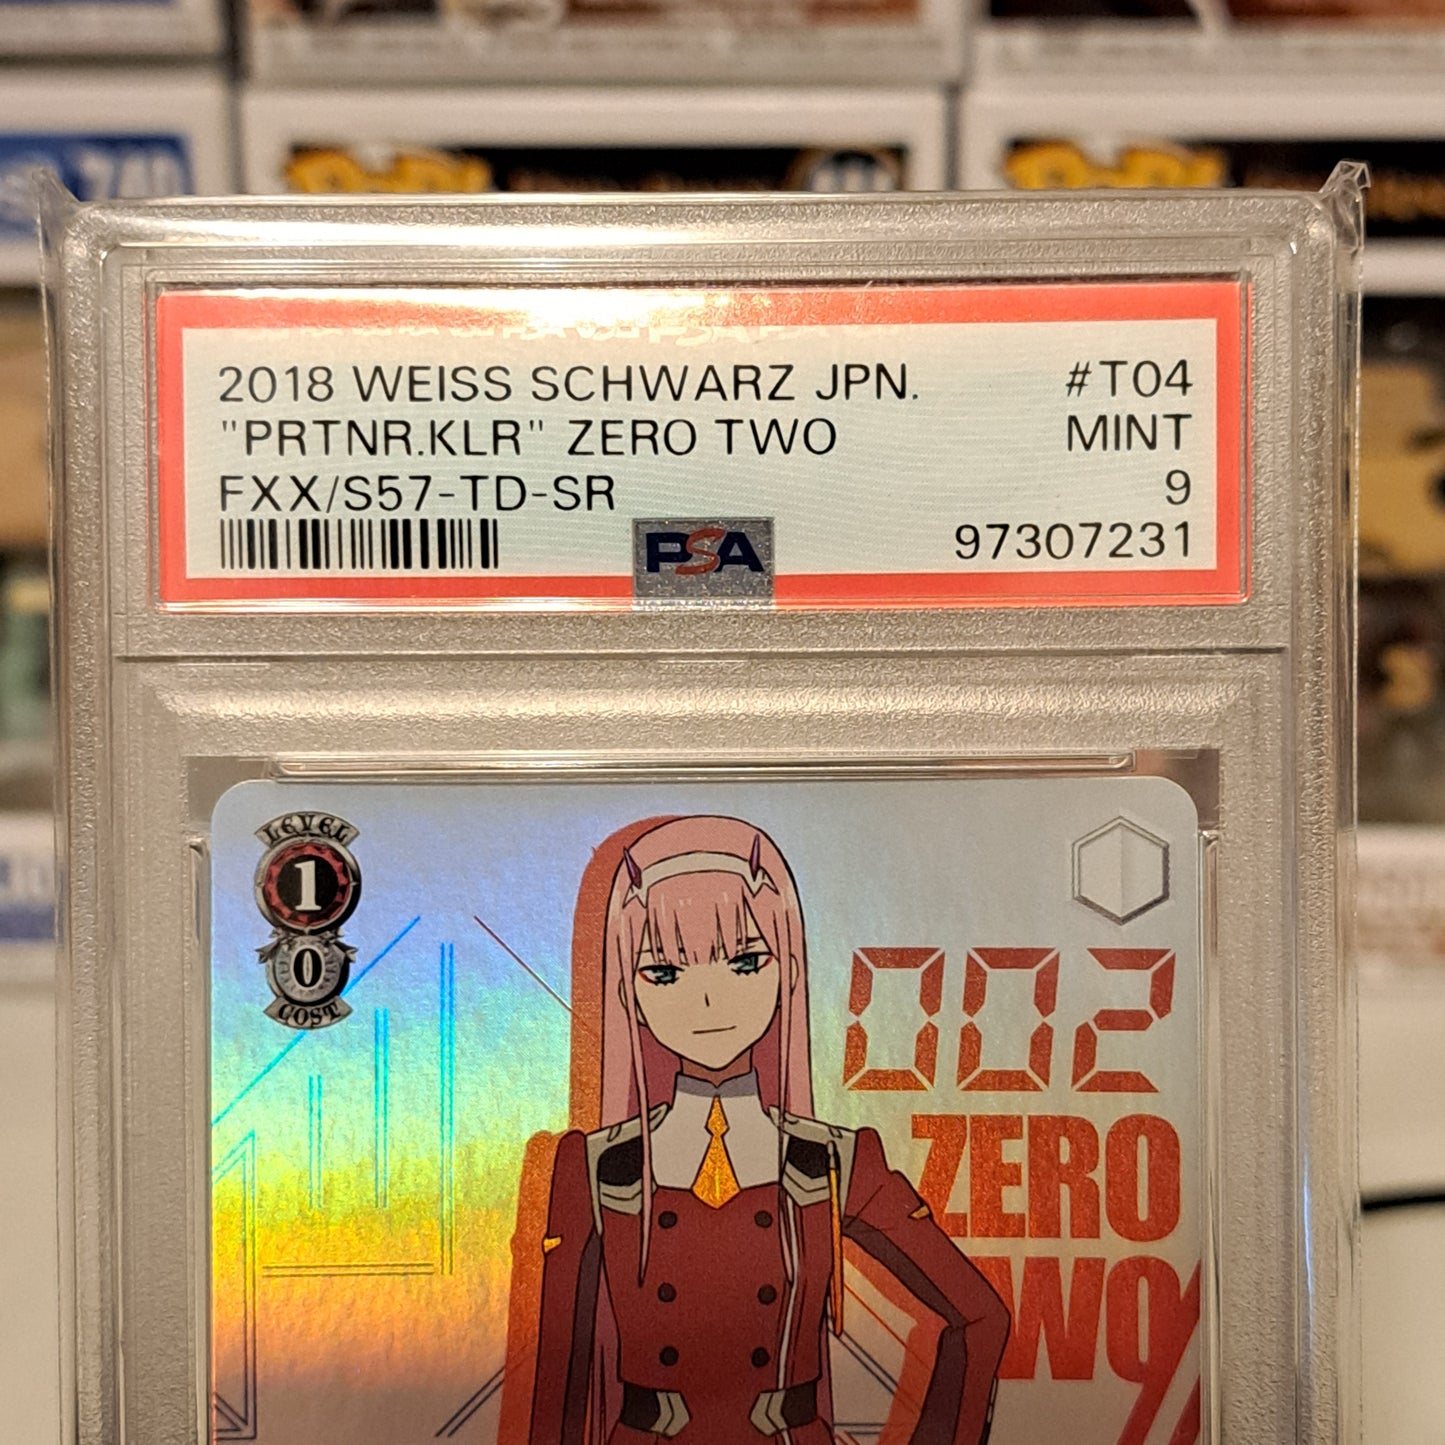 2018 WEISS SCHWARZ JPN. #T04
"PRTNR.KLR" ZERO TWO MINT
FXX/S57-TD-SR 9
PSA 97307231
LEVEL
1
0
COST
002
ZERO
TWO